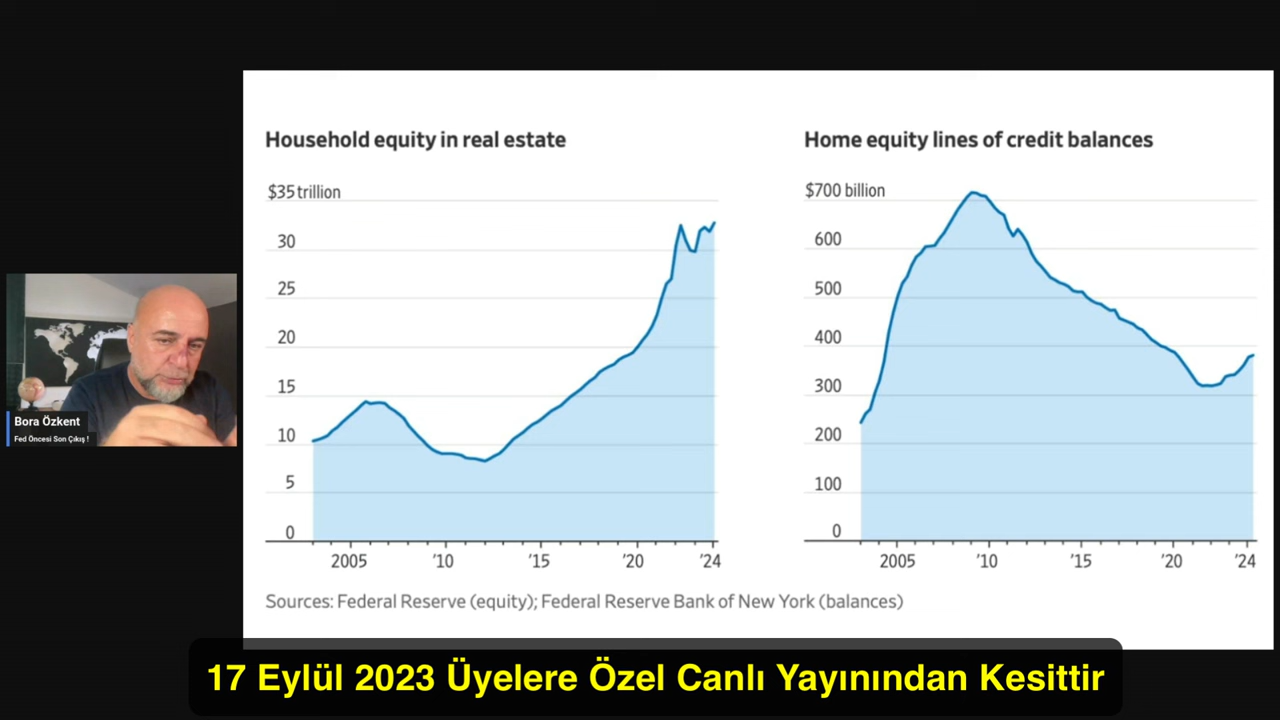 Household equity in real estate
$35 trillion
30
25
20
15
10
5
0
2005 '10 '15 '20 '24
Home equity lines of credit balances
$700 billion
600
500
400
300
200
100
0
2005 '10 '15 '20 '24
Sources: Federal Reserve (equity); Federal Reserve Bank of New York (balances)
Bora Özkent
Fed Öncesi Son Çıkış !
17 Eylül 2023 Üyelere Özel Canlı Yayınından Kesittir